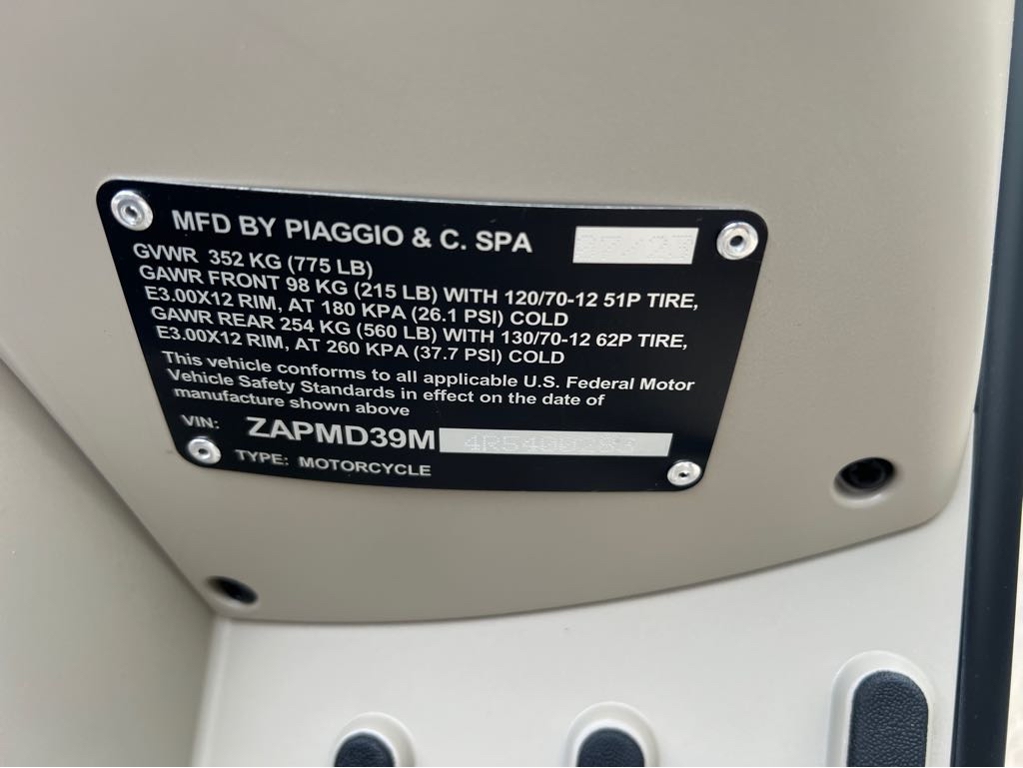 MFD BY PIAGGIO & C. SPA
GVWR 352 KG (775 LB)
GAWR FRONT 98 KG (215 LB) WITH 120/70-12 51P TIRE,
E3.00X12 RIM, AT 180 KPA (26.1 PSI) COLD
GAWR REAR 254 KG (560 LB) WITH 130/70-12 62P TIRE,
E3.00X12 RIM, AT 260 KPA (37.7 PSI) COLD
This vehicle conforms to all applicable U.S. Federal Motor
Vehicle Safety Standards in effect on the date of
manufacture shown above
VIN: ZAPMD39M
TYPE: MOTORCYCLE